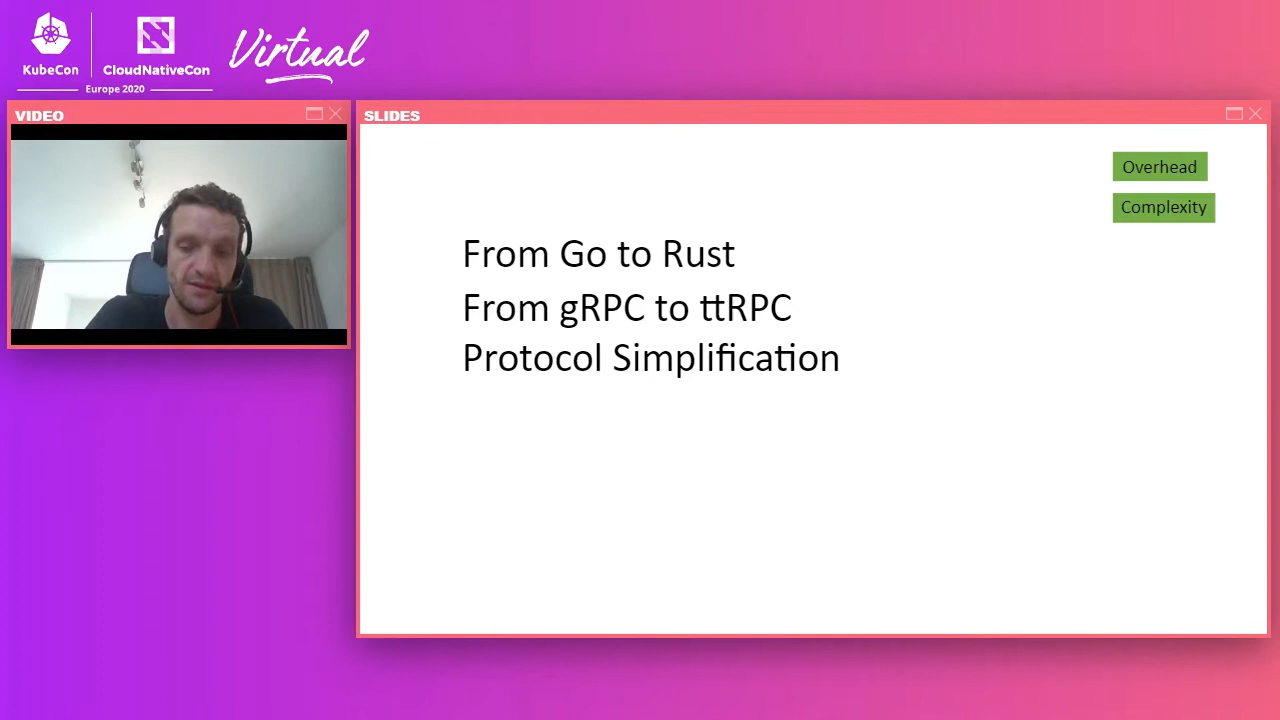 KubeCon
CloudNativeCon
Europe 2020
Virtual
VIDEO
SLIDES
Overhead
Complexity
From Go to Rust
From gRPC to ttRPC
Protocol Simplification